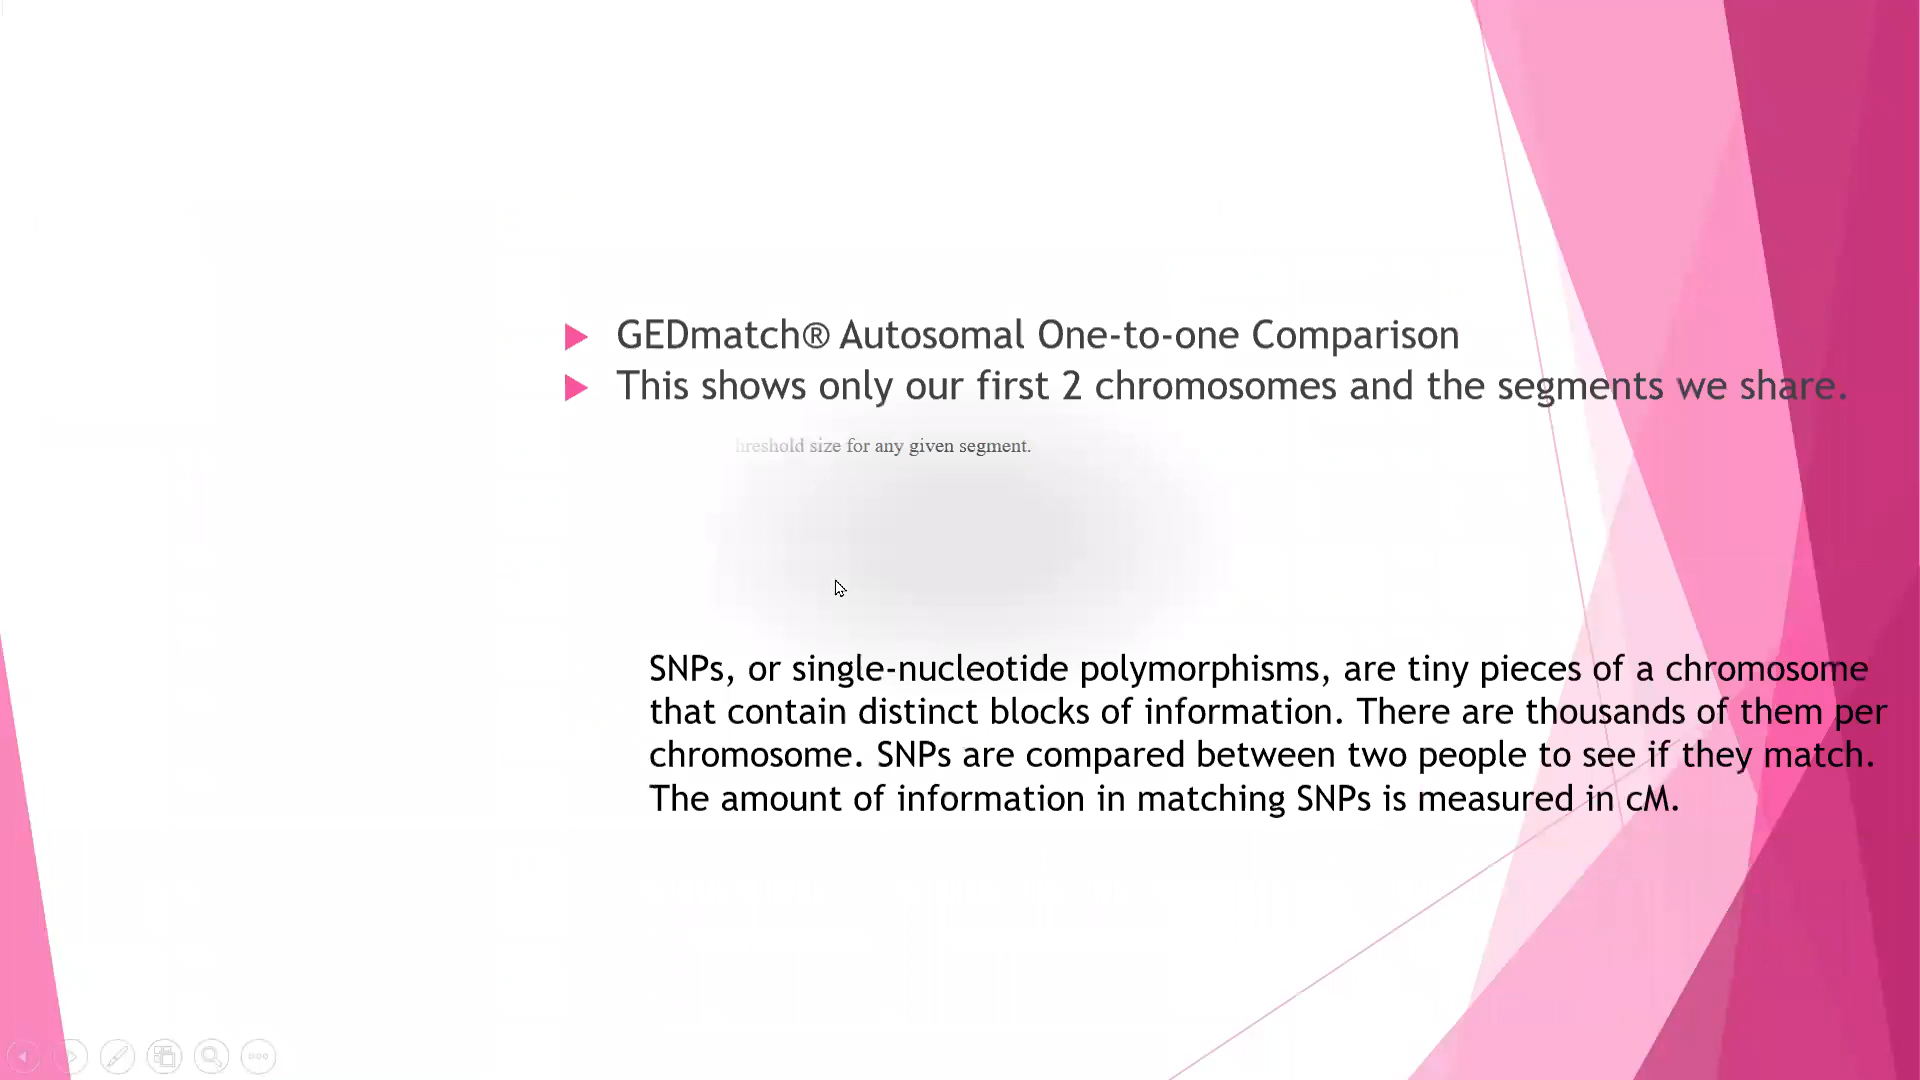 GEDmatch® Autosomal One-to-one Comparison
This shows only our first 2 chromosomes and the segments we share.
hreshold size for any given segment.
SNPs, or single-nucleotide polymorphisms, are tiny pieces of a chromosome
that contain distinct blocks of information. There are thousands of them per
chromosome. SNPs are compared between two people to see if they match.
The amount of information in matching SNPs is measured in cM.